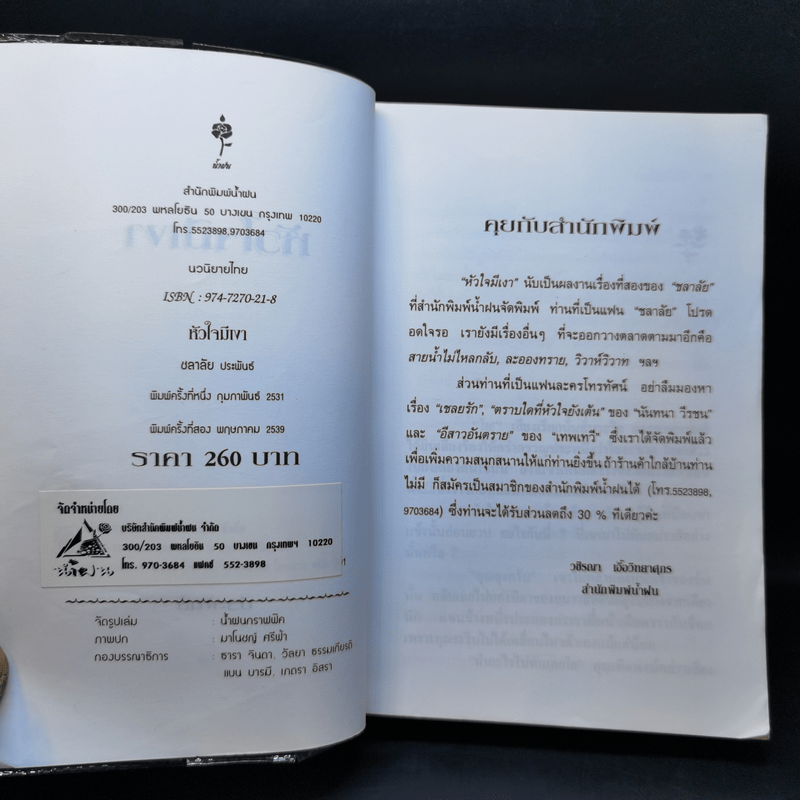 น้ำฝน
สำนักพิมพ์น้ำฝน
300/203 พหลโยธิน 50 บางเขน กรุงเทพ 10220
โทร.5523898,9703684
นวนิยายไทย
ISBN : 974-7270-21-8
หัวใจมีเงา
ชลาลัย ประพันธ์
พิมพ์ครั้งที่หนึ่ง กุมภาพันธ์ 2531
พิมพ์ครั้งที่สอง พฤษภาคม 2539
ราคา 260 บาท
จัดจำหน่ายโดย
บริษัทสำนักพิมพ์น้ำฝน จำกัด
300/203 พหลโยธิน 50 บางเขน กรุงเทพฯ 10220
โทร. 970-3684 แฟกซ์ 552-3898
จัดรูปเล่ม : น้ำฝนกราฟฟิค
ภาพปก : มาโนชญ์ ศรีฟ้า
กองบรรณาธิการ : ธารา จินดา, วิลยา ธรรมเกียรติ
แบน บารมี, เกตรา อิสรา
คุยกับสำนักพิมพ์
"หัวใจมีเงา" นับเป็นผลงานเรื่องที่สองของ "ชลาลัย"
ที่สำนักพิมพ์น้ำฝนจัดพิมพ์ ท่านที่เป็นแฟน "ชลาลัย" โปรด
อดใจรอ เรายังมีเรื่องอื่นๆ ที่จะออกวางตลาดตามมาอีกคือ
สายน้ำไม่ไหลกลับ, ละอองทราย, วิวาห์วิวาท ฯลฯ
ส่วนท่านที่เป็นแฟนละครโทรทัศน์ อย่าลืมมองหา
เรื่อง "เชลยรัก", "ตราบใดที่หัวใจยังเต้น" ของ "นันทนา วีรชน"
และ "อีสาวอันตราย" ของ "เทพเทวี" ซึ่งเราได้จัดพิมพ์แล้ว
เพื่อเพิ่มความสนุกสนานให้แก่ท่านยิ่งขึ้น ถ้าร้านค้าใกล้บ้านท่าน
ไม่มี ก็สมัครเป็นสมาชิกของสำนักพิมพ์น้ำฝนได้ (โทร.5523898,
9703684) ซึ่งท่านจะได้รับส่วนลดถึง 30 % ทีเดียวค่ะ
วชิรณา เอื้อวิทยาศุภร
สำนักพิมพ์น้ำฝน